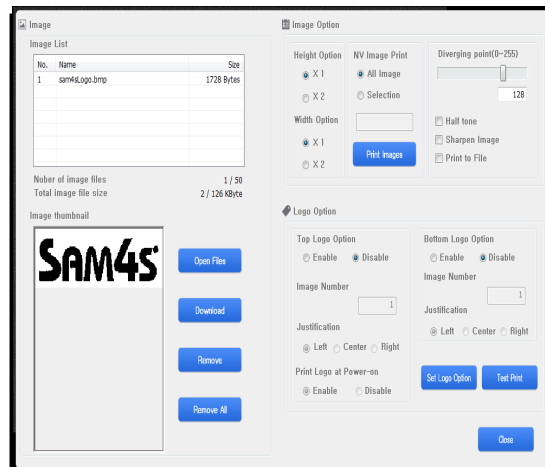 Image
Image List
No. Name Size
1 sam4sLogo.bmp 1728 Bytes
Nuber of image files 1 / 50
Total image file size 2 / 126 KByte
Image thumbnail
SAM4S
Open Files
Download
Remove
Remove All
Image Option
Height Option
X 1
X 2
Width Option
X 1
X 2
NV Image Print
All Image
Selection
Print Images
Diverging point(0~255)
128
Half tone
Sharpen Image
Print to File
Logo Option
Top Logo Option
Enable Disable
Image Number
1
Justification
Left Center Right
Print Logo at Power-on
Enable Disable
Bottom Logo Option
Enable Disable
Image Number
1
Justification
Left Center Right
Set Logo Option Test Print
Close